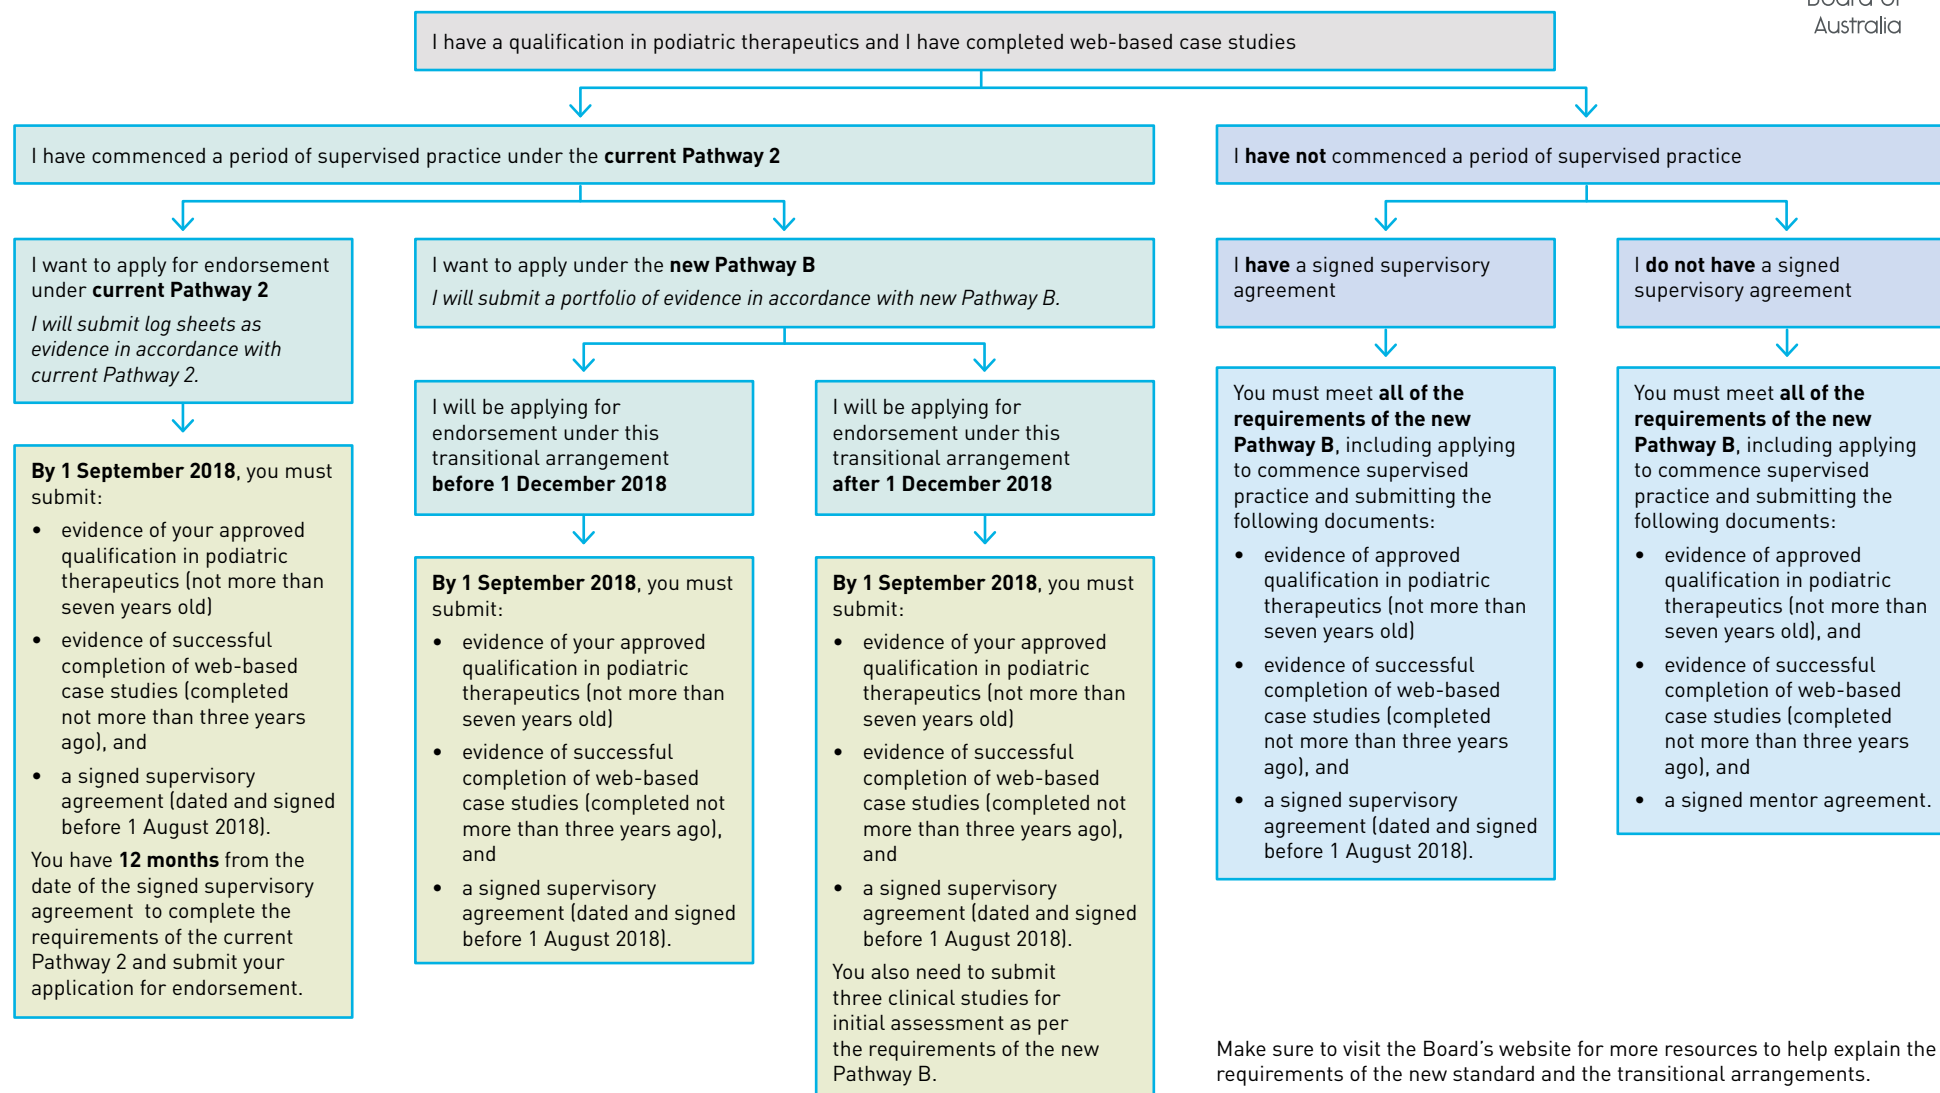 Board of
Australia
I have a qualification in podiatric therapeutics and I have completed web-based case studies
I have commenced a period of supervised practice under the current Pathway 2
I have not commenced a period of supervised practice
I want to apply for endorsement
under current Pathway 2
I will submit log sheets as
evidence in accordance with
current Pathway 2.
I want to apply under the new Pathway B
I will submit a portfolio of evidence in accordance with new Pathway B.
I have a signed supervisory
agreement
I do not have a signed
supervisory agreement
I will be applying for
endorsement under this
transitional arrangement
before 1 December 2018
I will be applying for
endorsement under this
transitional arrangement
after 1 December 2018
By 1 September 2018, you must
submit:
• evidence of your approved
qualification in podiatric
therapeutics (not more than
seven years old)
• evidence of successful
completion of web-based
case studies (completed
not more than three years
ago), and
• a signed supervisory
agreement (dated and signed
before 1 August 2018).
You have 12 months from the
date of the signed supervisory
agreement to complete the
requirements of the current
Pathway 2 and submit your
application for endorsement.
By 1 September 2018, you must
submit:
• evidence of your approved
qualification in podiatric
therapeutics (not more than
seven years old)
• evidence of successful
completion of web-based
case studies (completed not
more than three years ago),
and
• a signed supervisory
agreement (dated and signed
before 1 August 2018).
By 1 September 2018, you must
submit:
• evidence of your approved
qualification in podiatric
therapeutics (not more than
seven years old)
• evidence of successful
completion of web-based
case studies (completed not
more than three years ago),
and
• a signed supervisory
agreement (dated and signed
before 1 August 2018).
You also need to submit
three clinical studies for
initial assessment as per
the requirements of the new
Pathway B.
You must meet all of the
requirements of the new
Pathway B, including applying
to commence supervised
practice and submitting the
following documents:
• evidence of approved
qualification in podiatric
therapeutics (not more than
seven years old)
• evidence of successful
completion of web-based
case studies (completed
not more than three years
ago), and
• a signed supervisory
agreement (dated and signed
before 1 August 2018).
You must meet all of the
requirements of the new
Pathway B, including applying
to commence supervised
practice and submitting the
following documents:
• evidence of approved
qualification in podiatric
therapeutics (not more than
seven years old), and
• evidence of successful
completion of web-based
case studies (completed
not more than three years
ago), and
• a signed mentor agreement.
Make sure to visit the Board’s website for more resources to help explain the
requirements of the new standard and the transitional arrangements.